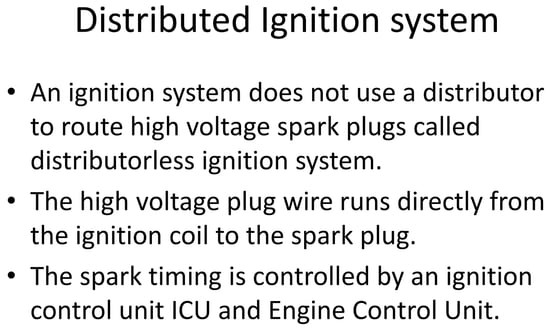 Distributed Ignition system
• An ignition system does not use a distributor
to route high voltage spark plugs called
distributorless ignition system.
• The high voltage plug wire runs directly from
the ignition coil to the spark plug.
• The spark timing is controlled by an ignition
control unit ICU and Engine Control Unit.